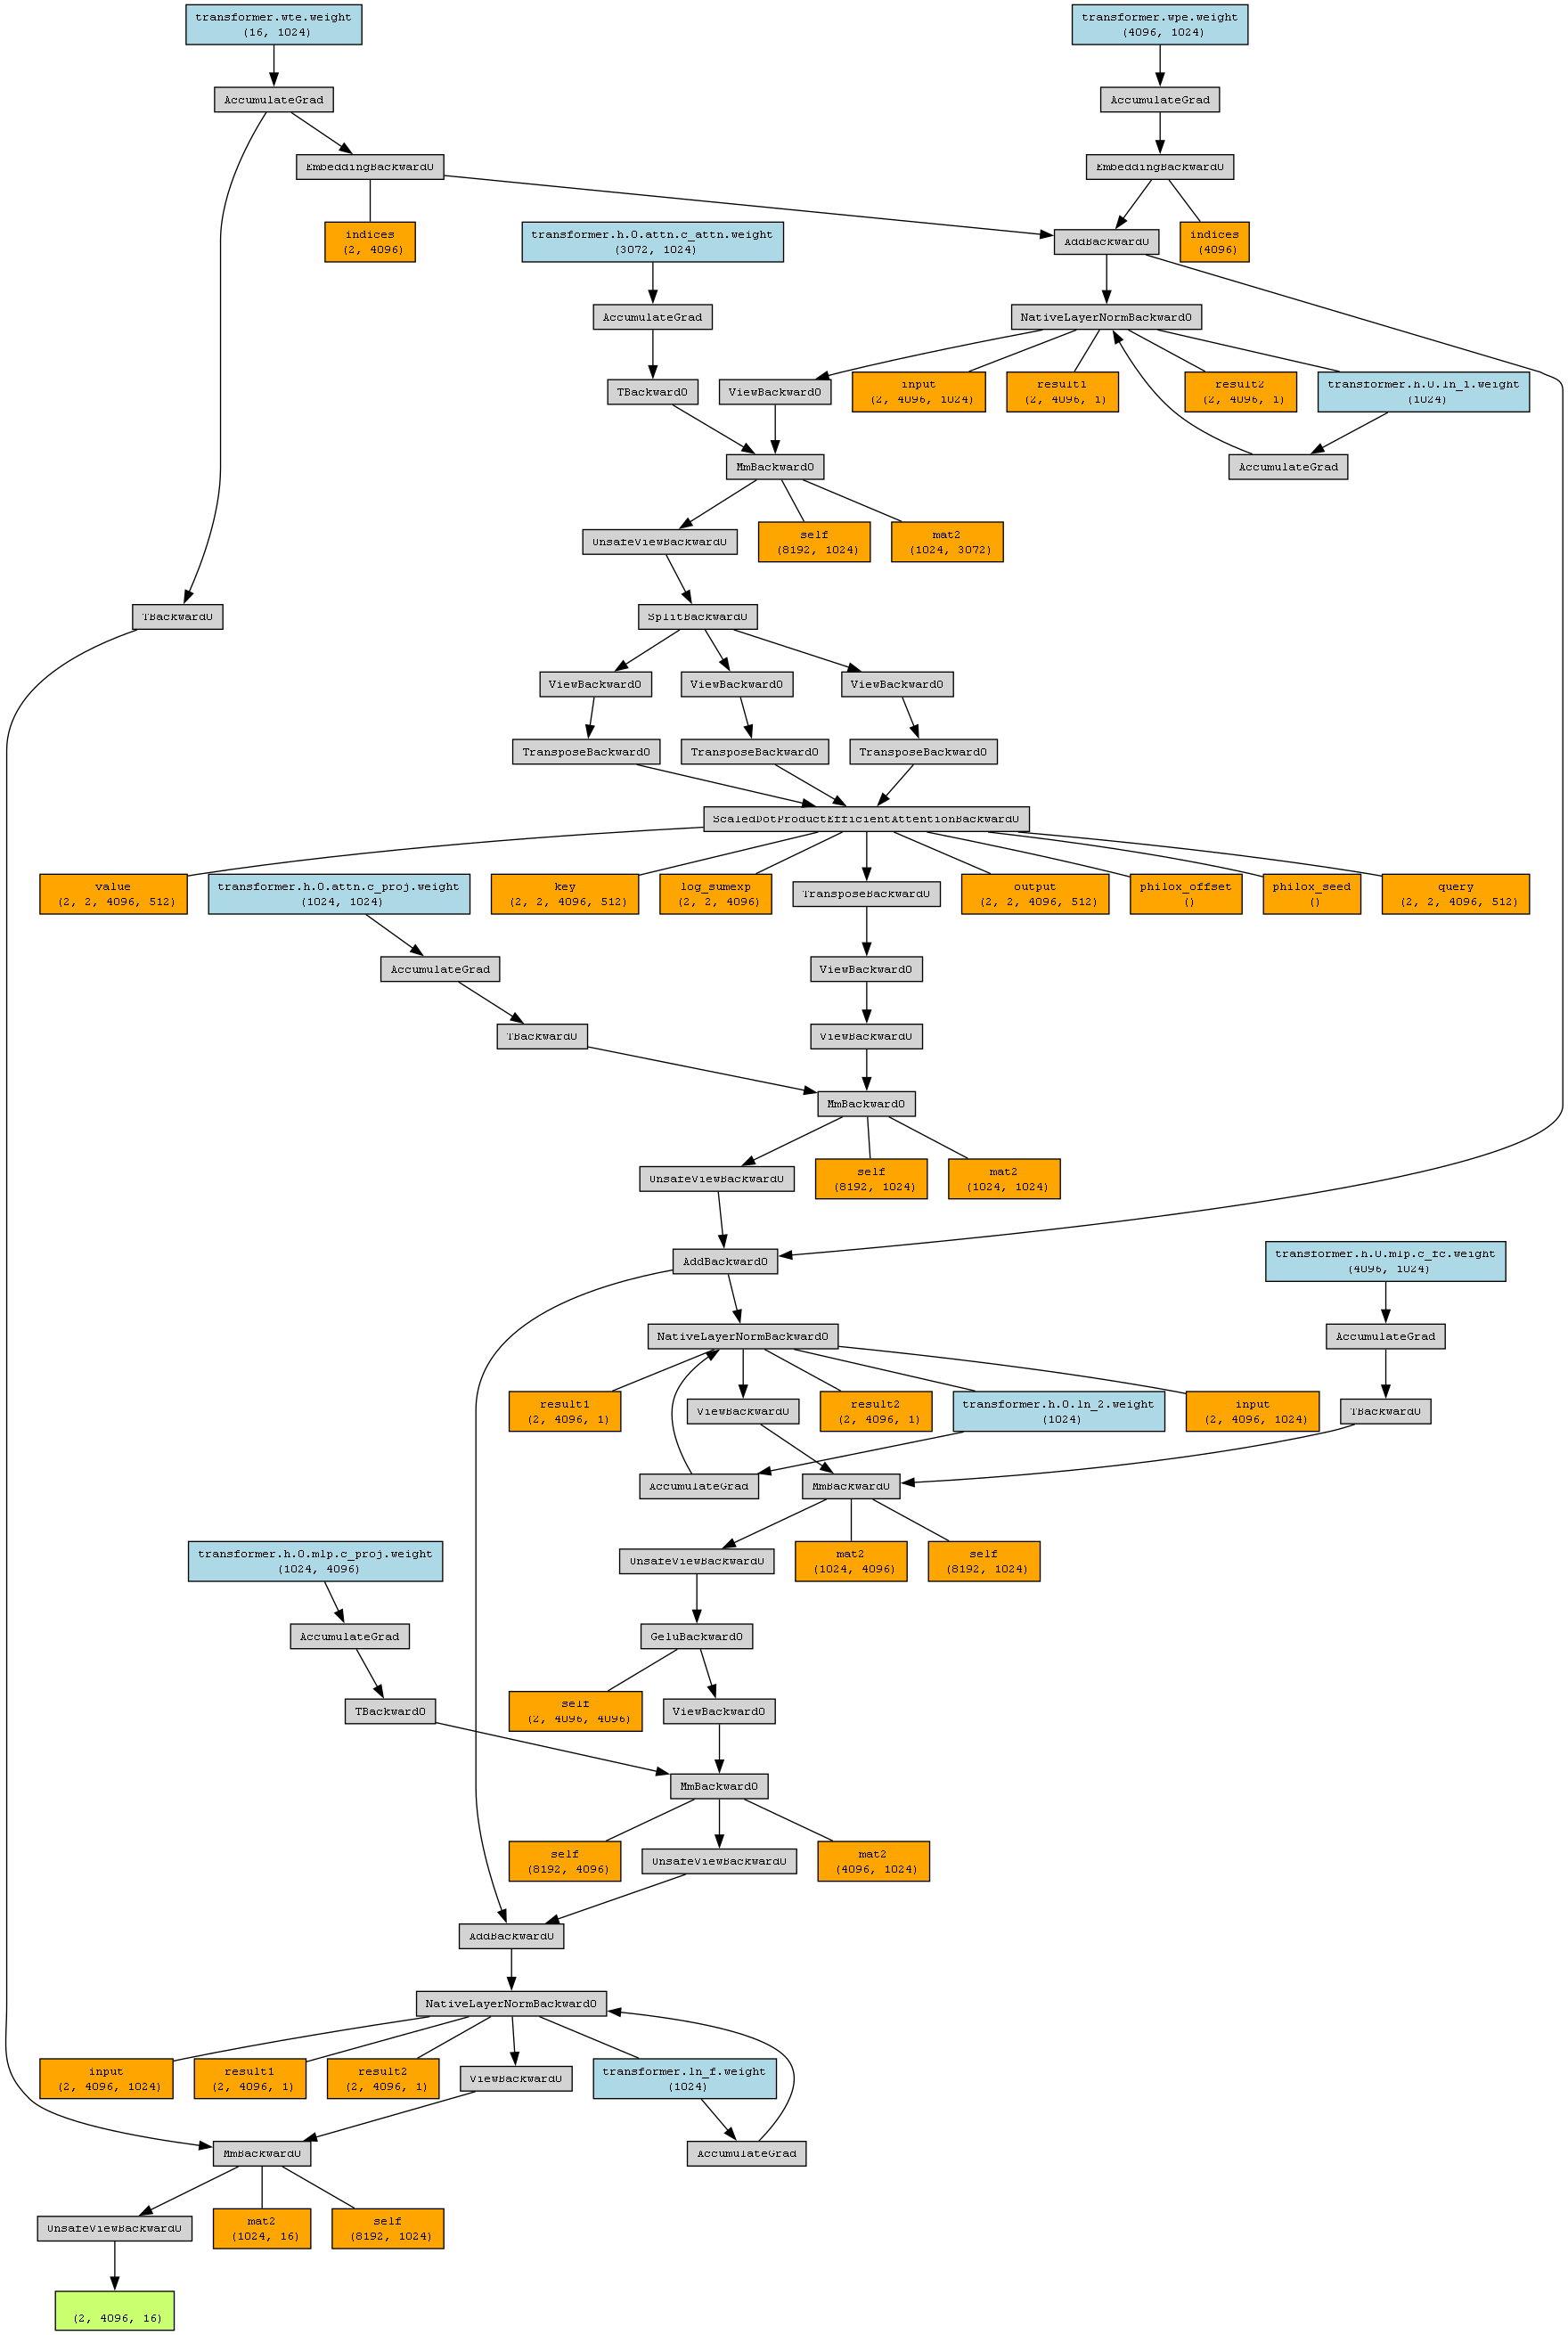 transformer.wte.weight
(16, 1024)
transformer.wpe.weight
(4096, 1024)
AccumulateGrad
AccumulateGrad
EmbeddingBackward0
EmbeddingBackward0
indices
(2, 4096)
transformer.h.0.attn.c_attn.weight
(3072, 1024)
AddBackward0
indices
(4096)
AccumulateGrad
NativeLayerNormBackward0
TBackward0
ViewBackward0
input
(2, 4096, 1024)
result1
(2, 4096, 1)
result2
(2, 4096, 1)
transformer.h.0.ln_1.weight
(1024)
MmBackward0
AccumulateGrad
UnsafeViewBackward0
self
(8192, 1024)
mat2
(1024, 3072)
TBackward0
SplitBackward0
ViewBackward0
ViewBackward0
ViewBackward0
TransposeBackward0
TransposeBackward0
TransposeBackward0
ScaledDotProductEfficientAttentionBackward0
value
(2, 2, 4096, 512)
transformer.h.0.attn.c_proj.weight
(1024, 1024)
key
(2, 2, 4096, 512)
log_sumexp
(2, 2, 4096)
TransposeBackward0
output
(2, 2, 4096, 512)
philox_offset
()
philox_seed
()
query
(2, 2, 4096, 512)
AccumulateGrad
ViewBackward0
TBackward0
ViewBackward0
MmBackward0
UnsafeViewBackward0
self
(8192, 1024)
mat2
(1024, 1024)
AddBackward0
transformer.h.0.mlp.c_fc.weight
(4096, 1024)
NativeLayerNormBackward0
AccumulateGrad
result1
(2, 4096, 1)
ViewBackward0
result2
(2, 4096, 1)
transformer.h.0.ln_2.weight
(1024)
input
(2, 4096, 1024)
TBackward0
AccumulateGrad
MmBackward0
transformer.h.0.mlp.c_proj.weight
(1024, 4096)
UnsafeViewBackward0
mat2
(1024, 4096)
self
(8192, 1024)
AccumulateGrad
GeluBackward0
TBackward0
self
(2, 4096, 4096)
ViewBackward0
MmBackward0
self
(8192, 4096)
UnsafeViewBackward0
mat2
(4096, 1024)
AddBackward0
NativeLayerNormBackward0
input
(2, 4096, 1024)
result1
(2, 4096, 1)
result2
(2, 4096, 1)
ViewBackward0
transformer.ln_f.weight
(1024)
MmBackward0
AccumulateGrad
UnsafeViewBackward0
mat2
(1024, 16)
self
(8192, 1024)
(2, 4096, 16)